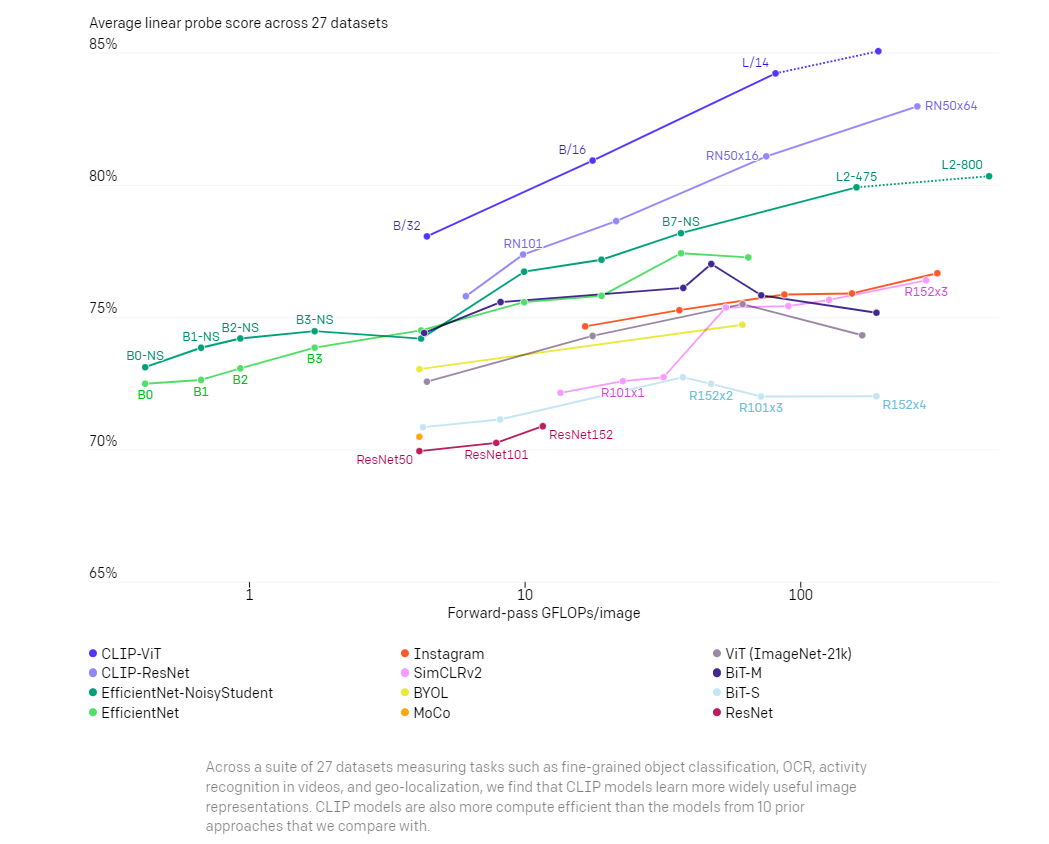 Average linear probe score across 27 datasets
85%
L/14
RN50x64
B/16
RN50x16
80%
L2-800
L2-475
B/32
B7-NS
RN101
75%
B3-NS
B2-NS
B1-NS
B0-NS
B3
B2
B1
B0
R152x3
R101x1
R152x2
R101x3
R152x4
70%
ResNet152
ResNet101
ResNet50
65%
1
10
100
Forward-pass GFLOPs/image
CLIP-ViT
CLIP-ResNet
EfficientNet-NoisyStudent
EfficientNet
Instagram
SimCLRv2
BYOL
MoCo
ViT (ImageNet-21k)
BiT-M
BiT-S
ResNet
Across a suite of 27 datasets measuring tasks such as fine-grained object classification, OCR, activity
recognition in videos, and geo-localization, we find that CLIP models learn more widely useful image
representations. CLIP models are also more compute efficient than the models from 10 prior
approaches that we compare with.